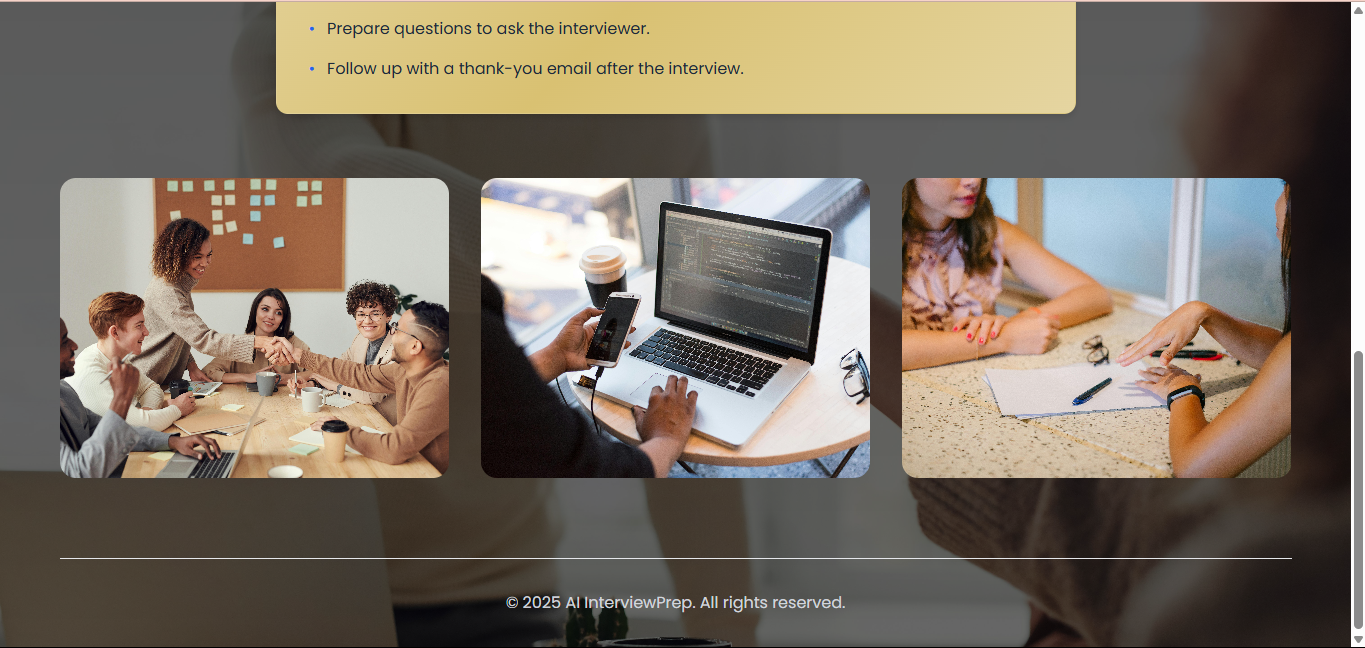 Prepare questions to ask the interviewer.
Follow up with a thank-you email after the interview.
© 2025 AI InterviewPrep. All rights reserved.